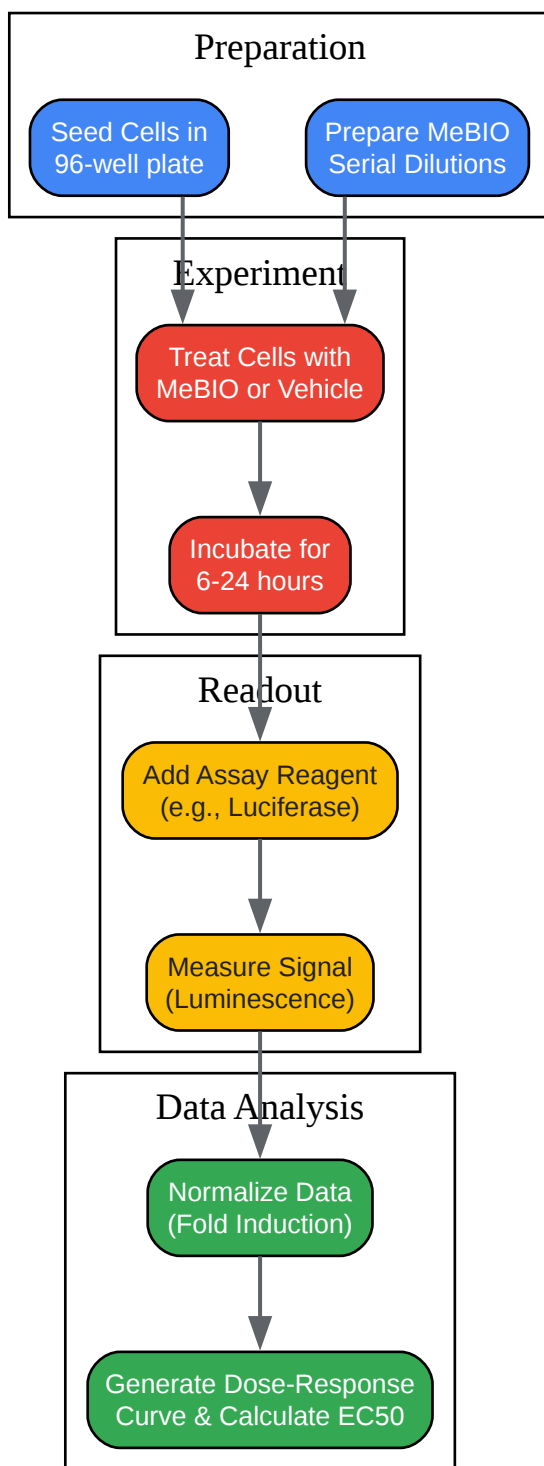 Preparation
Seed Cells in
96-well plate
Prepare MeBIO
Serial Dilutions
Experiment
Treat Cells with
MeBIO or Vehicle
Incubate for
6-24 hours
Readout
Add Assay Reagent
(e.g., Luciferase)
Measure Signal
(Luminescence)
Data Analysis
Normalize Data
(Fold Induction)
Generate Dose-Response
Curve & Calculate EC50